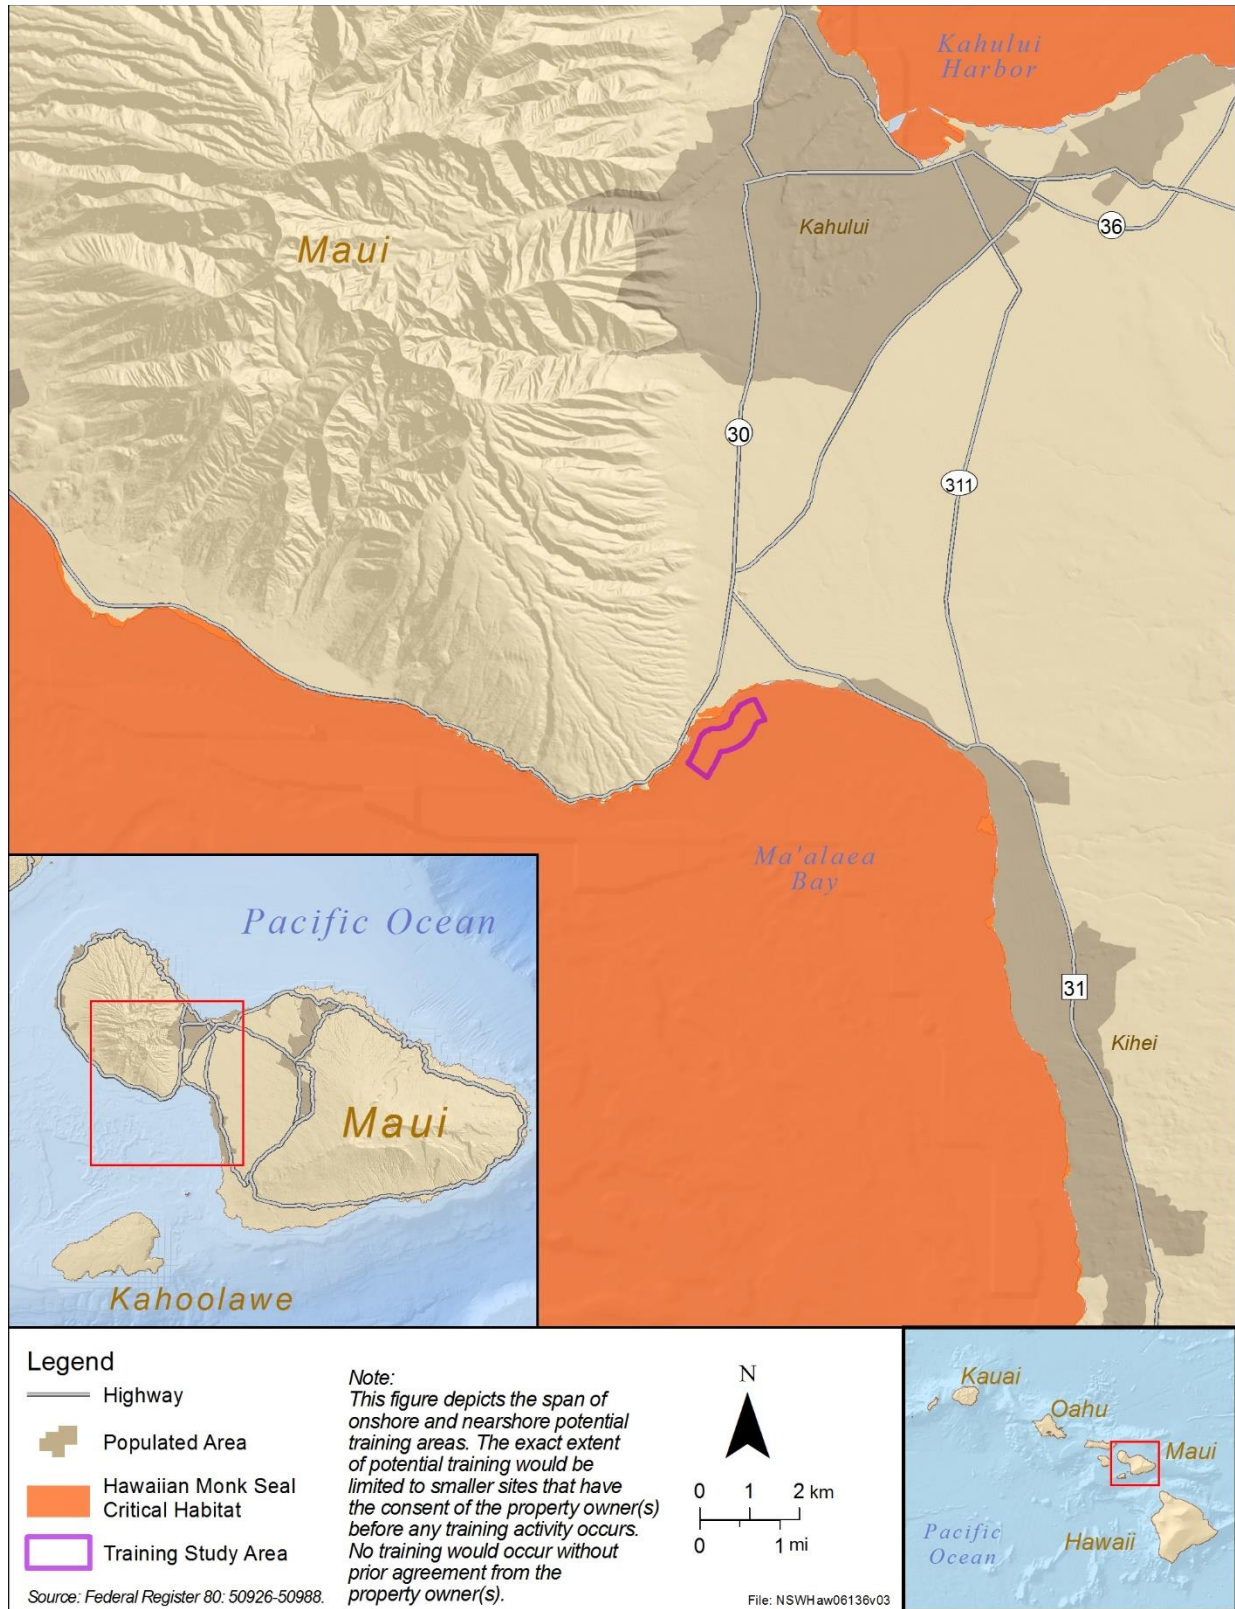 Kahului
Harbor
Maui
Kahului
36
30
311
Ma'alaea
Bay
31
Kihei
Pacific Ocean
Maui
Kahoolawe
Legend
Highway
Populated Area
Hawaiian Monk Seal
Critical Habitat
Training Study Area
Source: Federal Register 80: 50926-50988.
Note:
This figure depicts the span of
onshore and nearshore potential
training areas. The exact extent
of potential training would be
limited to smaller sites that have
the consent of the property owner(s)
before any training activity occurs.
No training would occur without
prior agreement from the
property owner(s).
N
0 1 2 km
0 1 mi
File: NSWHaw06136v03
Kauai
Oahu
Maui
Hawaii
Pacific
Ocean